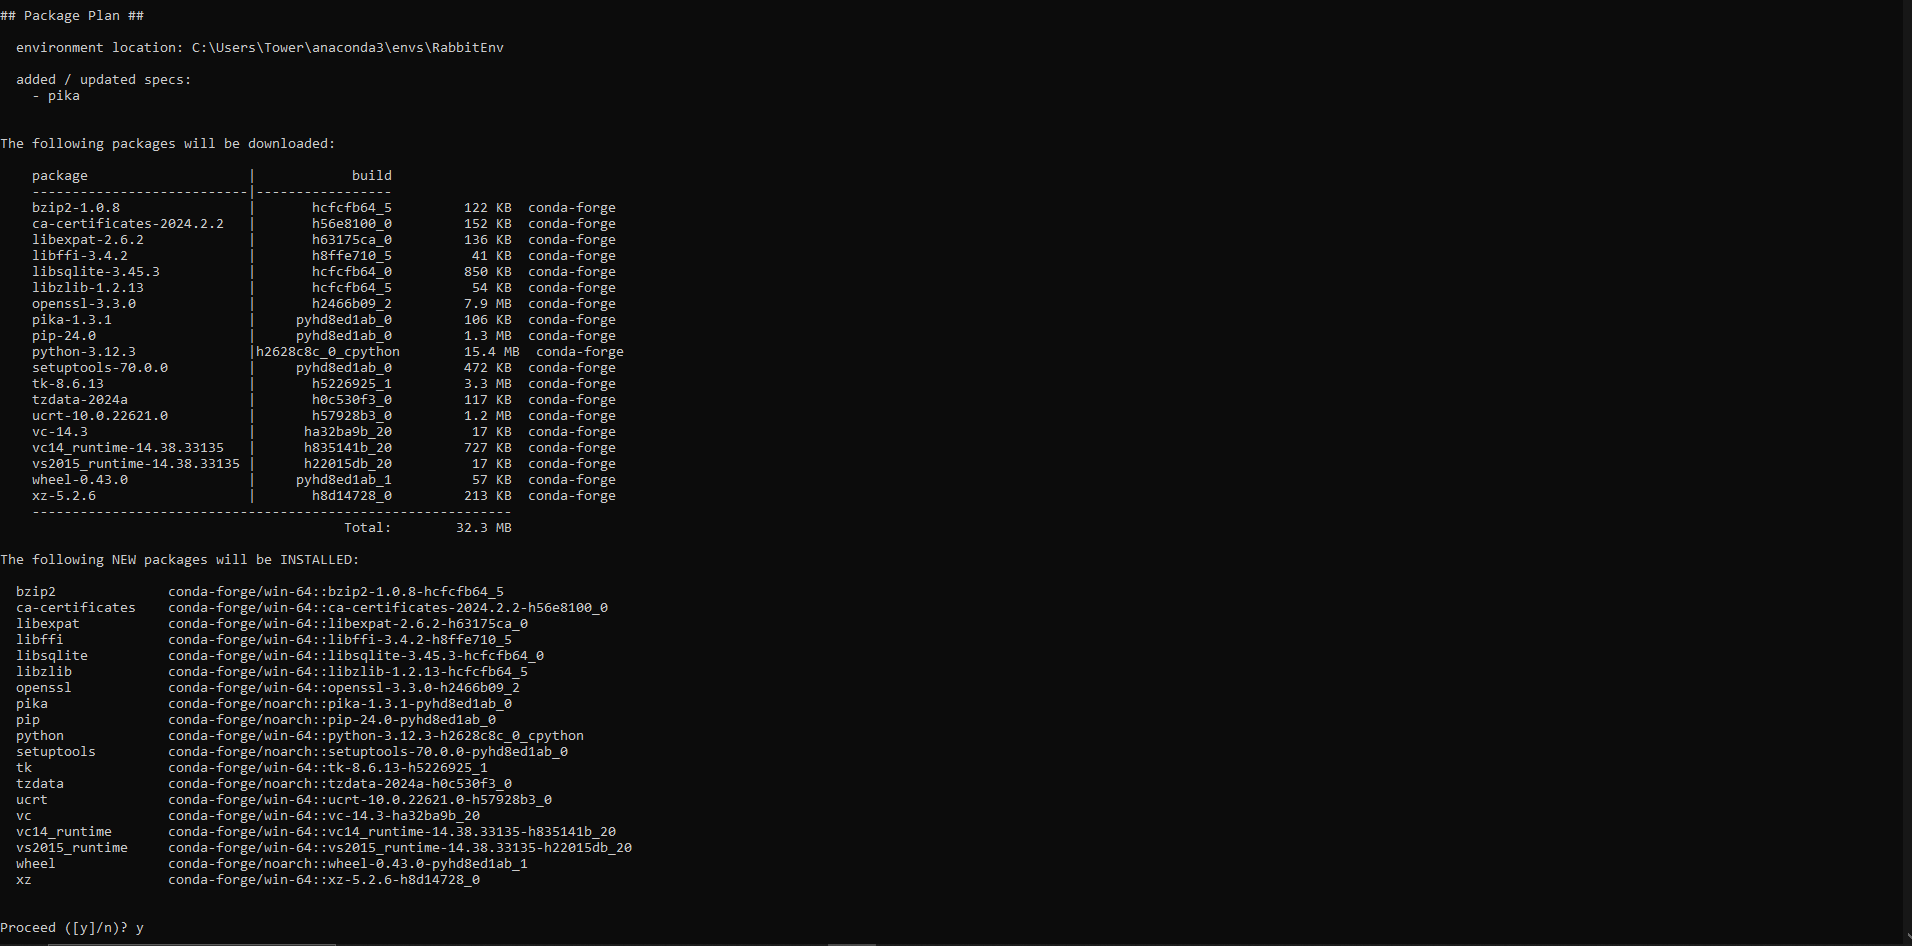 ## Package Plan ##
environment location: C:\Users\Tower\anaconda3\envs\RabbitEnv
added / updated specs:
- pika
The following packages will be downloaded:
package | build
---------------------------|-----------------
bzip2-1.0.8 | hcfcfb64_5 122 KB conda-forge
ca-certificates-2024.2.2 | h56e8100_0 152 KB conda-forge
libexpat-2.6.2 | h63175ca_0 136 KB conda-forge
libffi-3.4.2 | h8ffe710_5 41 KB conda-forge
libsqlite-3.45.3 | hcfcfb64_0 850 KB conda-forge
libzlib-1.2.13 | hcfcfb64_5 54 KB conda-forge
openssl-3.3.0 | h2466b09_2 7.9 MB conda-forge
pika-1.3.1 | pyhd8ed1ab_0 106 KB conda-forge
pip-24.0 | pyhd8ed1ab_0 1.3 MB conda-forge
python-3.12.3 |h2628c8c_0_cpython 15.4 MB conda-forge
setuptools-70.0.0 | pyhd8ed1ab_0 472 KB conda-forge
tk-8.6.13 | h5226925_1 3.3 MB conda-forge
tzdata-2024a | h0c530f3_0 117 KB conda-forge
ucrt-10.0.22621.0 | h57928b3_0 1.2 MB conda-forge
vc-14.3 | ha32ba9b_20 17 KB conda-forge
vc14_runtime-14.38.33135 | h835141b_20 727 KB conda-forge
vs2015_runtime-14.38.33135 | h22015db_20 17 KB conda-forge
wheel-0.43.0 | pyhd8ed1ab_1 57 KB conda-forge
xz-5.2.6 | h8d14728_0 213 KB conda-forge
------------------------------------------------------------
Total: 32.3 MB
The following NEW packages will be INSTALLED:
bzip2 conda-forge/win-64::bzip2-1.0.8-hcfcfb64_5
ca-certificates conda-forge/win-64::ca-certificates-2024.2.2-h56e8100_0
libexpat conda-forge/win-64::libexpat-2.6.2-h63175ca_0
libffi conda-forge/win-64::libffi-3.4.2-h8ffe710_5
libsqlite conda-forge/win-64::libsqlite-3.45.3-hcfcfb64_0
libzlib conda-forge/win-64::libzlib-1.2.13-hcfcfb64_5
openssl conda-forge/win-64::openssl-3.3.0-h2466b09_2
pika conda-forge/noarch::pika-1.3.1-pyhd8ed1ab_0
pip conda-forge/noarch::pip-24.0-pyhd8ed1ab_0
python conda-forge/win-64::python-3.12.3-h2628c8c_0_cpython
setuptools conda-forge/noarch::setuptools-70.0.0-pyhd8ed1ab_0
tk conda-forge/win-64::tk-8.6.13-h5226925_1
tzdata conda-forge/noarch::tzdata-2024a-h0c530f3_0
ucrt conda-forge/win-64::ucrt-10.0.22621.0-h57928b3_0
vc conda-forge/win-64::vc-14.3-ha32ba9b_20
vc14_runtime conda-forge/win-64::vc14_runtime-14.38.33135-h835141b_20
vs2015_runtime conda-forge/win-64::vs2015_runtime-14.38.33135-h22015db_20
wheel conda-forge/noarch::wheel-0.43.0-pyhd8ed1ab_1
xz conda-forge/win-64::xz-5.2.6-h8d14728_0
Proceed ([y]/n)? y